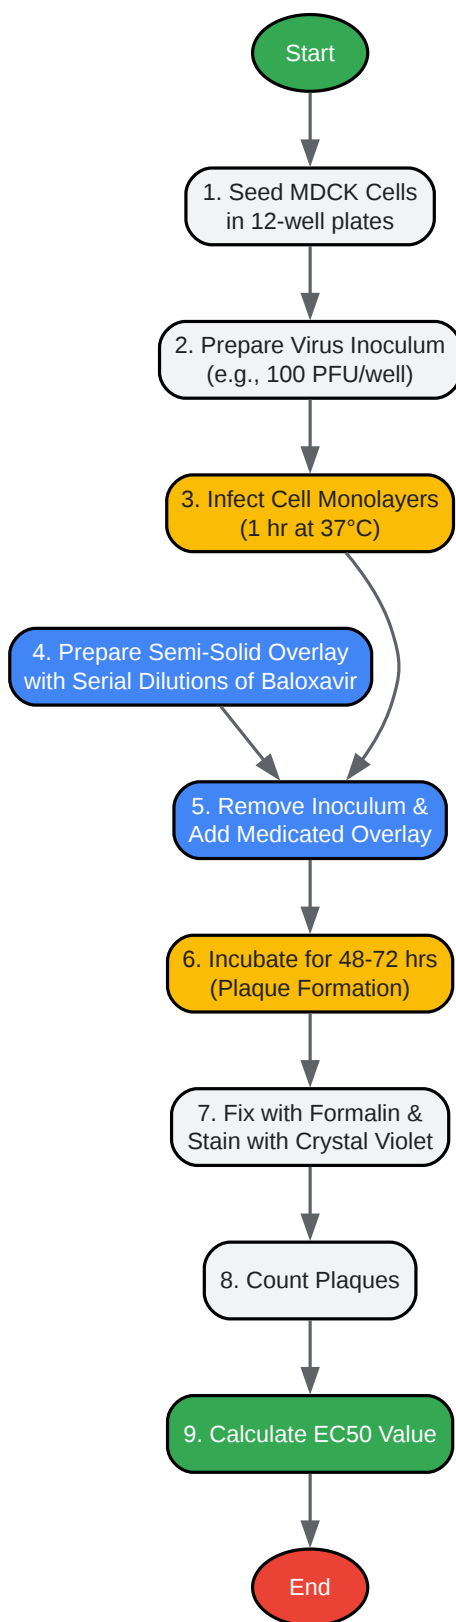 Start
1. Seed MDCK Cells
in 12-well plates
2. Prepare Virus Inoculum
(e.g., 100 PFU/well)
3. Infect Cell Monolayers
(1 hr at 37°C)
4. Prepare Semi-Solid Overlay
with Serial Dilutions of Baloxavir
5. Remove Inoculum &
Add Medicated Overlay
6. Incubate for 48-72 hrs
(Plaque Formation)
7. Fix with Formalin &
Stain with Crystal Violet
8. Count Plaques
9. Calculate EC50 Value
End